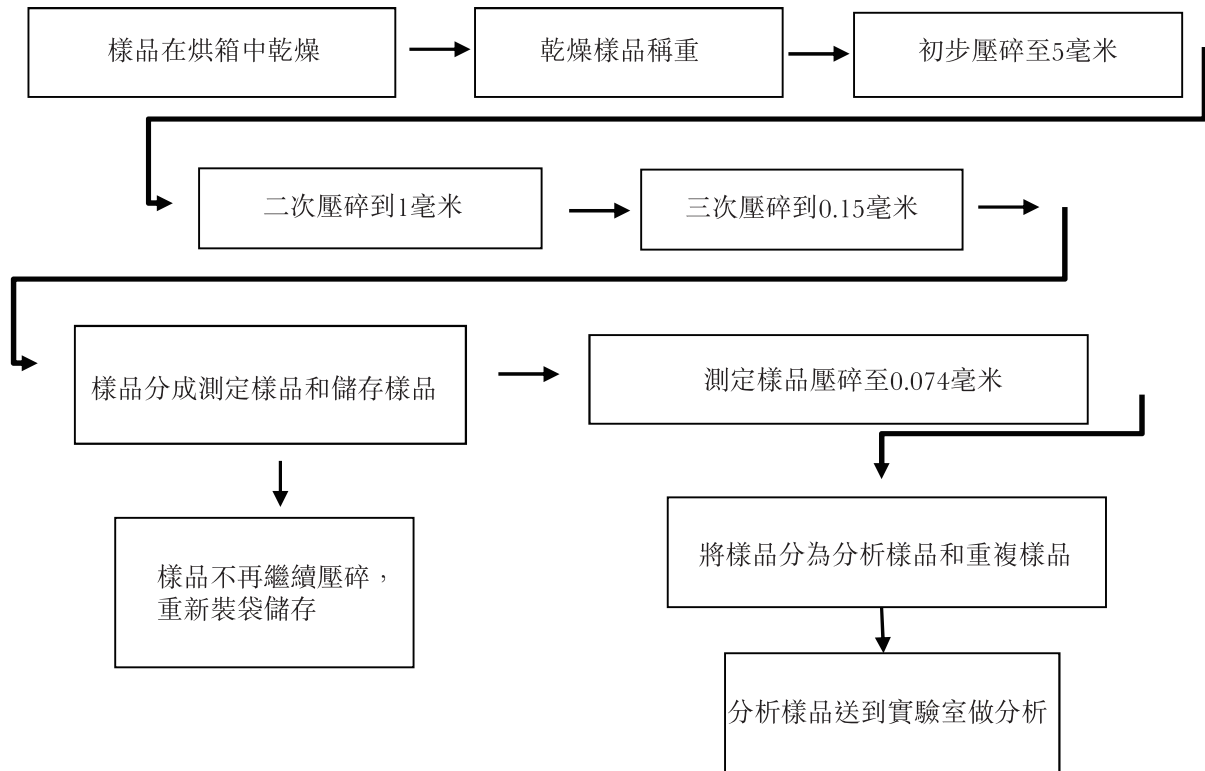 樣品在烘箱中乾燥
乾燥樣品稱重
初步壓碎至5毫米
二次壓碎到1毫米
三次壓碎到0.15毫米
樣品分成測定樣品和儲存樣品
測定樣品壓碎至0.074毫米
樣品不再繼續壓碎，
重新裝袋儲存
將樣品分為分析樣品和重複樣品
分析樣品送到實驗室做分析